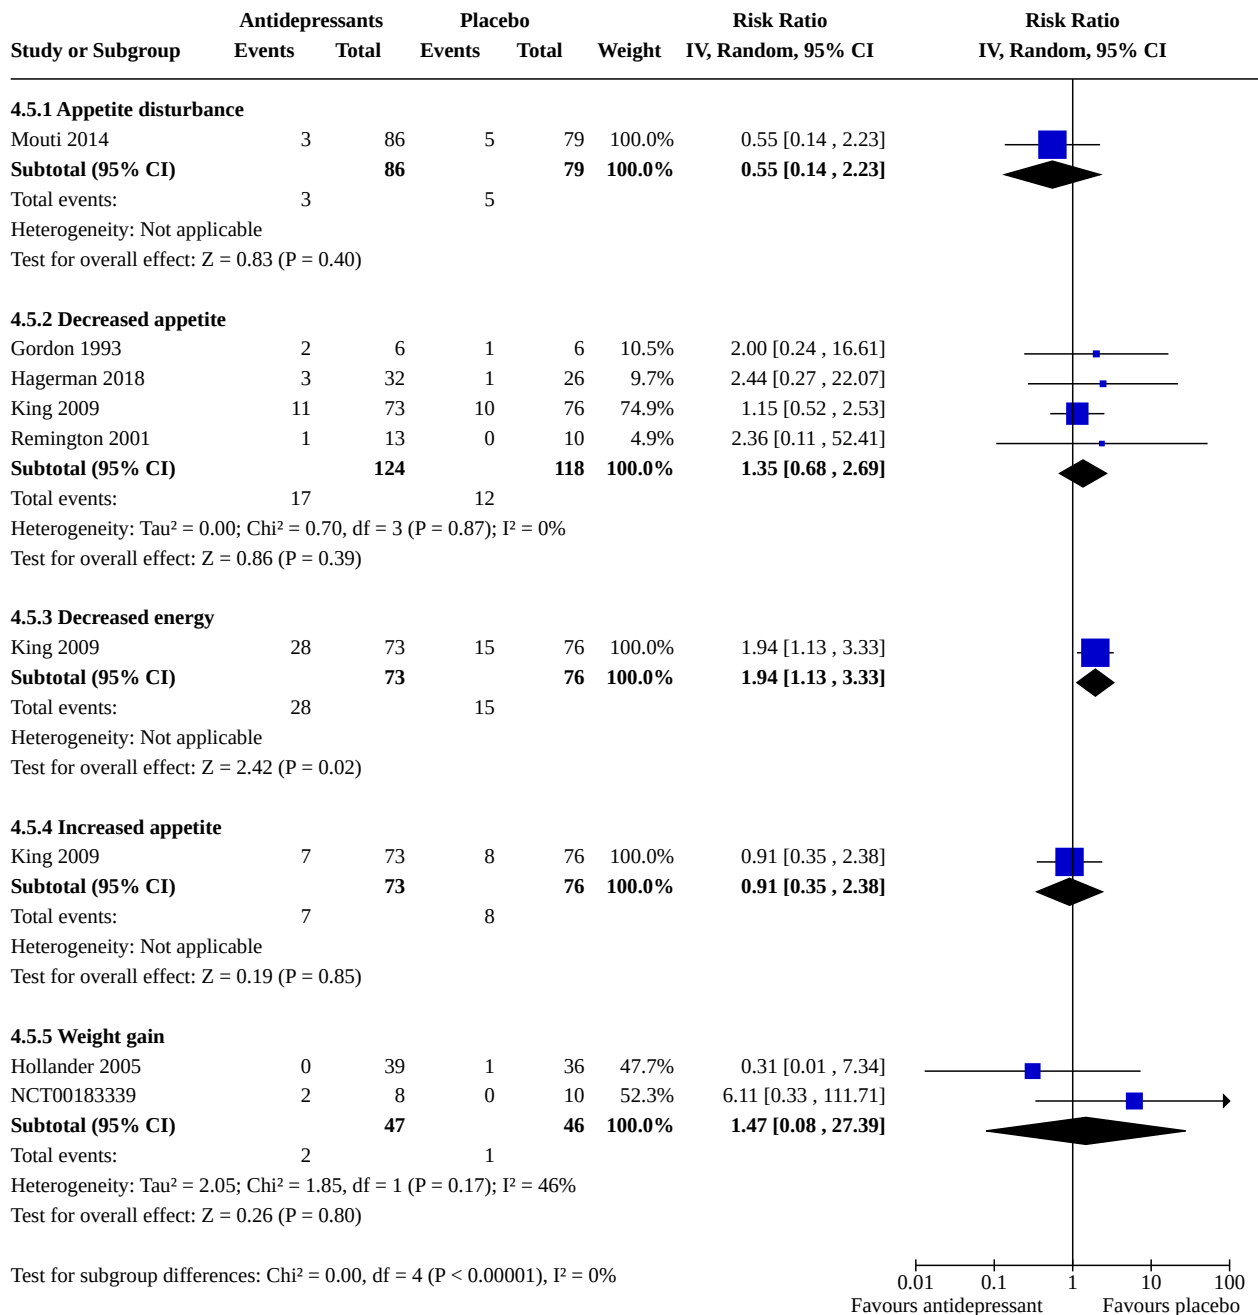 Antidepressants Placebo Risk Ratio Risk Ratio
Study or Subgroup Events Total Events Total Weight IV, Random, 95% CI IV, Random, 95% CI
4.5.1 Appetite disturbance
Mouti 2014 3 86 5 79 100.0% 0.55 [0.14 , 2.23]
Subtotal (95% CI) 86 79 100.0% 0.55 [0.14 , 2.23]
Total events: 3 5
Heterogeneity: Not applicable
Test for overall effect: Z = 0.83 (P = 0.40)
4.5.2 Decreased appetite
Gordon 1993 2 6 1 6 10.5% 2.00 [0.24 , 16.61]
Hagerman 2018 3 32 1 26 9.7% 2.44 [0.27 , 22.07]
King 2009 11 73 10 76 74.9% 1.15 [0.52 , 2.53]
Remington 2001 1 13 0 10 4.9% 2.36 [0.11 , 52.41]
Subtotal (95% CI) 124 118 100.0% 1.35 [0.68 , 2.69]
Total events: 17 12
Heterogeneity: Tau² = 0.00; Chi² = 0.70, df = 3 (P = 0.87); I² = 0%
Test for overall effect: Z = 0.86 (P = 0.39)
4.5.3 Decreased energy
King 2009 28 73 15 76 100.0% 1.94 [1.13 , 3.33]
Subtotal (95% CI) 73 76 100.0% 1.94 [1.13 , 3.33]
Total events: 28 15
Heterogeneity: Not applicable
Test for overall effect: Z = 2.42 (P = 0.02)
4.5.4 Increased appetite
King 2009 7 73 8 76 100.0% 0.91 [0.35 , 2.38]
Subtotal (95% CI) 73 76 100.0% 0.91 [0.35 , 2.38]
Total events: 7 8
Heterogeneity: Not applicable
Test for overall effect: Z = 0.19 (P = 0.85)
4.5.5 Weight gain
Hollander 2005 0 39 1 36 47.7% 0.31 [0.01 , 7.34]
NCT00183339 2 8 0 10 52.3% 6.11 [0.33 , 111.71]
Subtotal (95% CI) 47 46 100.0% 1.47 [0.08 , 27.39]
Total events: 2 1
Heterogeneity: Tau² = 2.05; Chi² = 1.85, df = 1 (P = 0.17); I² = 46%
Test for overall effect: Z = 0.26 (P = 0.80)
Test for subgroup differences: Chi² = 0.00, df = 4 (P < 0.00001), I² = 0%
0.01 0.1 1 10 100
Favours antidepressant Favours placebo